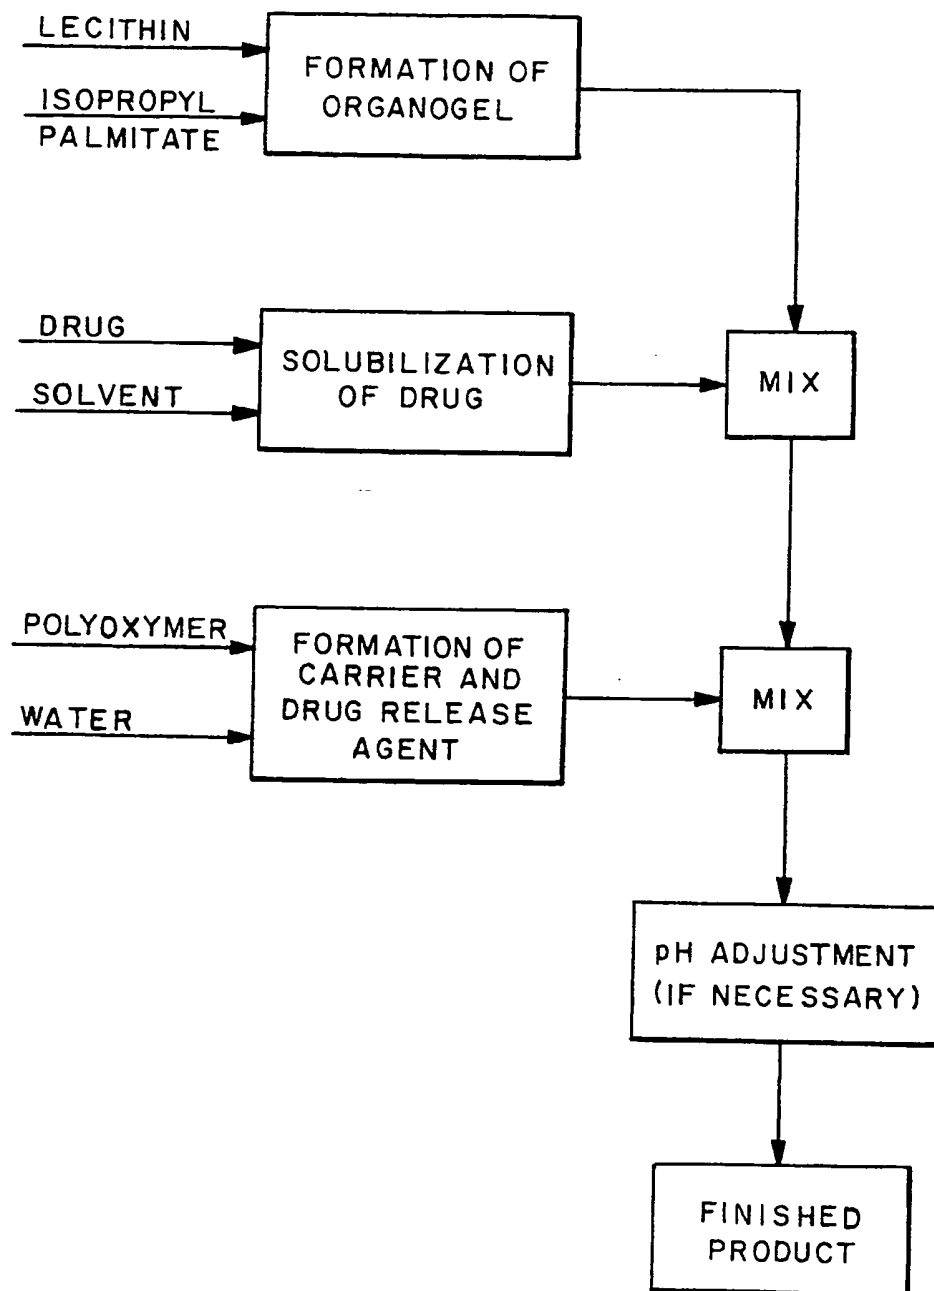 LECITHIN
ISOPROPYL
PALMITATE
FORMATION OF
ORGANOGEL
DRUG
SOLVENT
SOLUBILIZATION
OF DRUG
MIX
POLYOXYMER
WATER
FORMATION OF
CARRIER AND
DRUG RELEASE
AGENT
MIX
pH ADJUSTMENT
(IF NECESSARY)
FINISHED
PRODUCT